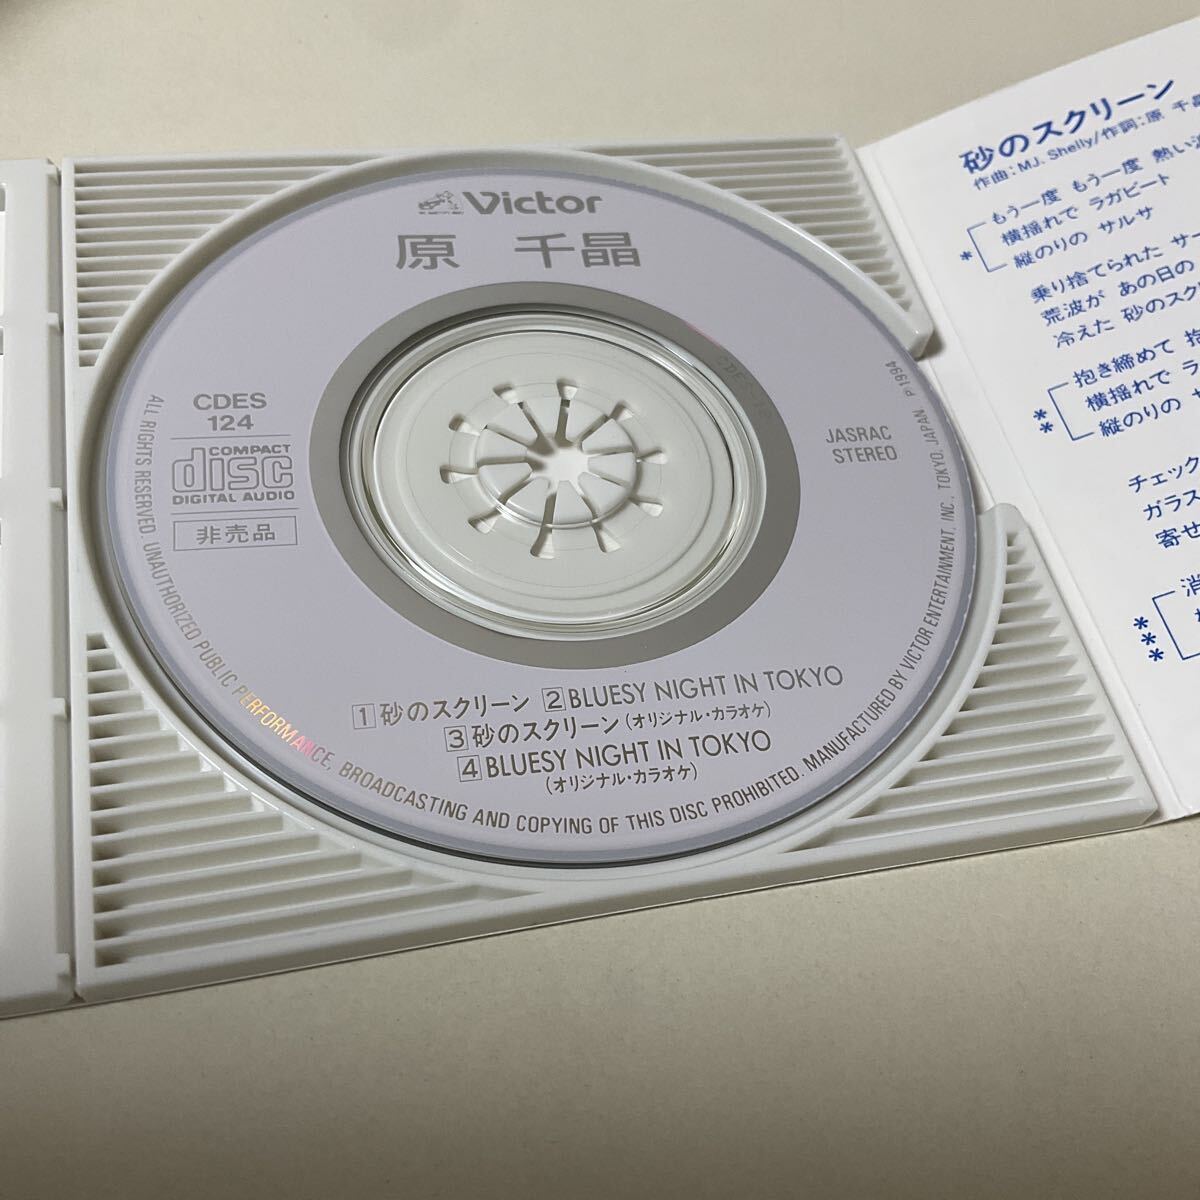 Victor
原 千晶
CDES
124
COMPACT
disc
DIGITAL AUDIO
非売品
JASRAC
STEREO
1 砂のスクリーン 2 BLUESY NIGHT IN TOKYO
3 砂のスクリーン(オリジナル・カラオケ)
4 BLUESY NIGHT IN TOKYO
(オリジナル・カラオケ)
ALL RIGHTS RESERVED. UNAUTHORIZED PUBLIC PERFORMANCE, BROADCASTING AND COPYING OF THIS DISC PROHIBITED. MANUFACTURED BY VICTOR ENTERTAINMENT, INC., TOKYO, JAPAN P 1994
砂のスクリーン
作曲:MJ. Shelly/作詞:原 千晶
もう一度 もう一度 熱い
* 横揺れで ラガビート
縦のりの サルサ
乗り捨てられた サー
荒波が あの日の
冷えた 砂のスク
抱き締めて
** 横揺れで ラ
縦のりの
チェック
ガラス
寄せ
消
***